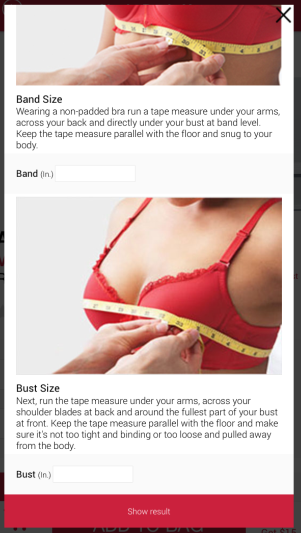 Band Size
Wearing a non-padded bra run a tape measure under your arms,
across your back and directly under your bust at band level.
Keep the tape measure parallel with the floor and snug to your
body.
Band (In.)
Bust Size
Next, run the tape measure under your arms, across your
shoulder blades at back and around the fullest part of your bust
at front. Keep the tape measure parallel with the floor and make
sure it's not too tight and binding or too loose and pulled away
from the body.
Bust (In.)
Show result
ADD TO BAG